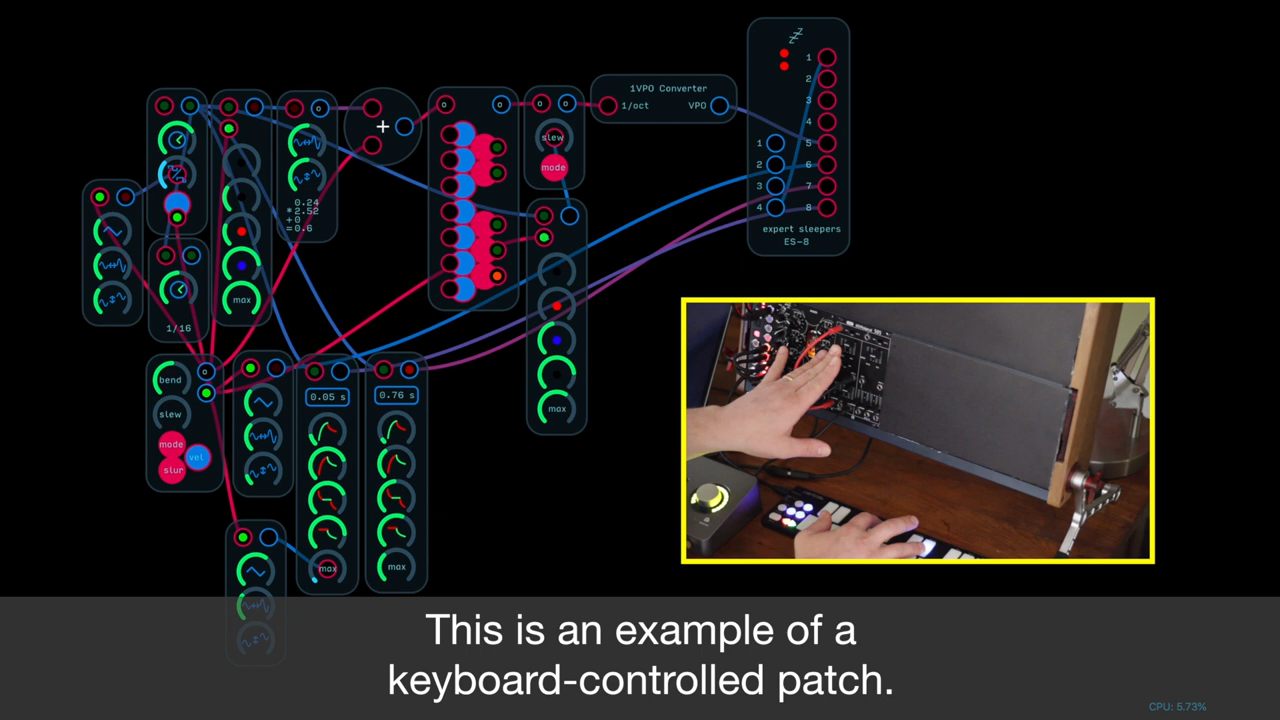 zzz
1
2
3
4
5
6
7
8
1
2
3
4
expert sleepers
ES-8
1VPO Converter
1/oct
VPO
o
o
+
o
o
o
o
slew
mode
0.24
*2.52
+0
=0.6
max
1/16
bend
slew
mode
vel
slur
o
0.05 s
0.76 s
max
max
max
This is an example of a
keyboard-controlled patch.
CPU: 5.73%